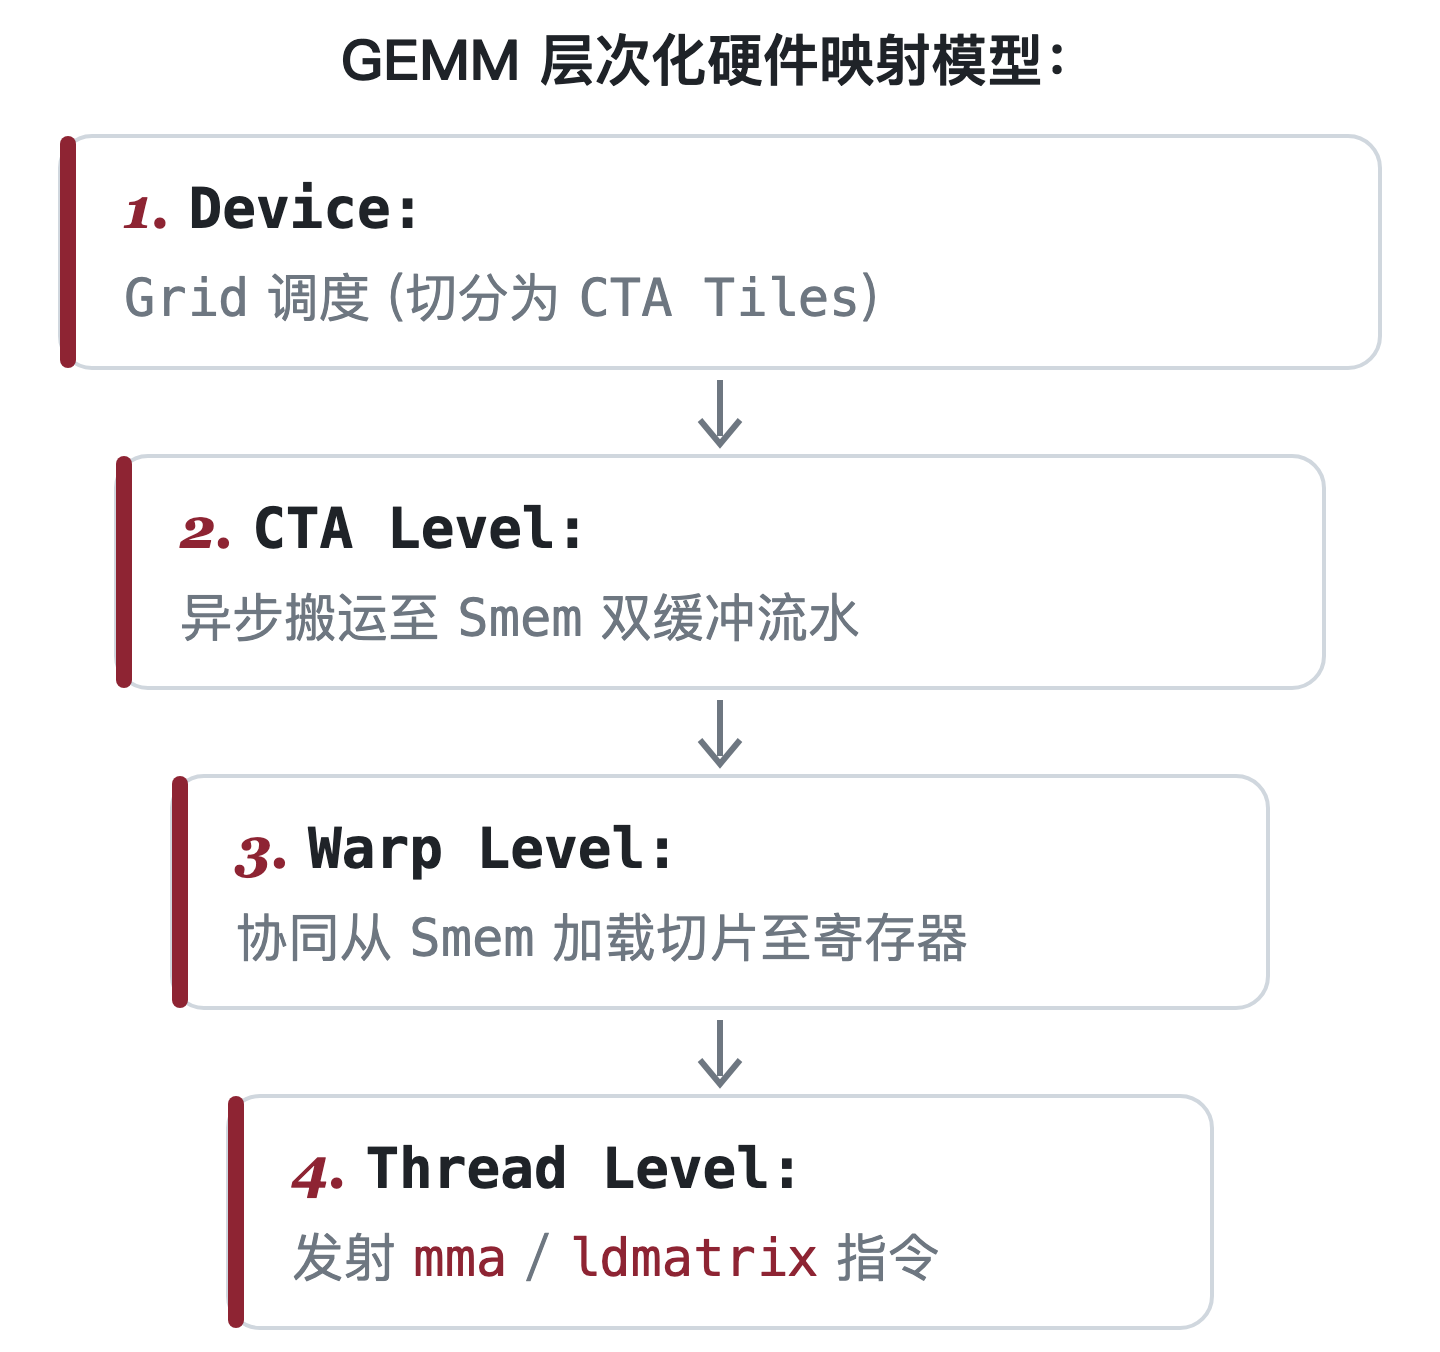 GEMM 层次化硬件映射模型：
1. Device:
Grid 调度 (切分为 CTA Tiles)
2. CTA Level:
异步搬运至 Smem 双缓冲流水
3. Warp Level:
协同从 Smem 加载切片至寄存器
4. Thread Level:
发射 mma / ldmatrix 指令